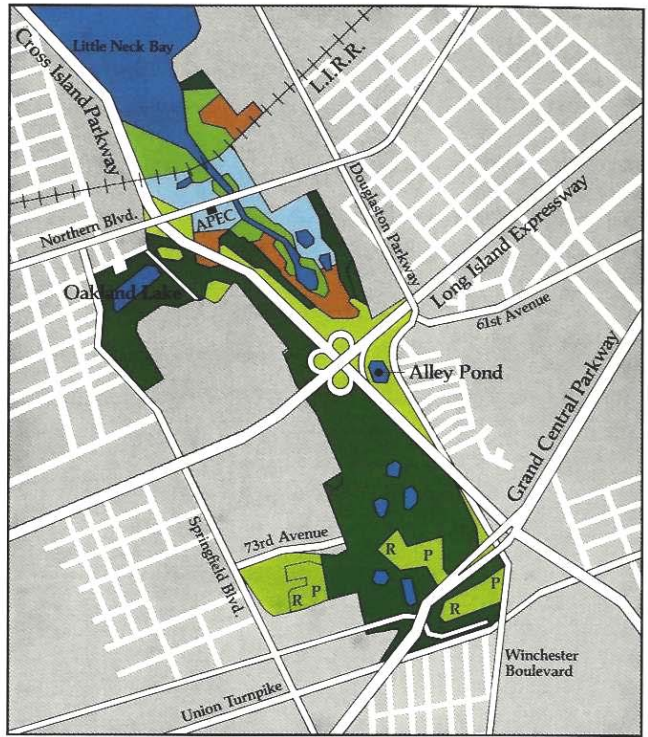 Little Neck Bay
Cross Island Parkway
L.I.R.R.
Douglaston Parkway
Northern Blvd.
APEC
Long Island Expressway
Oakland Lake
61st Avenue
Alley Pond
Grand Central Parkway
Springfield Blvd.
73rd Avenue
R
P
R
P
R
P
Winchester
Boulevard
Union Turnpike